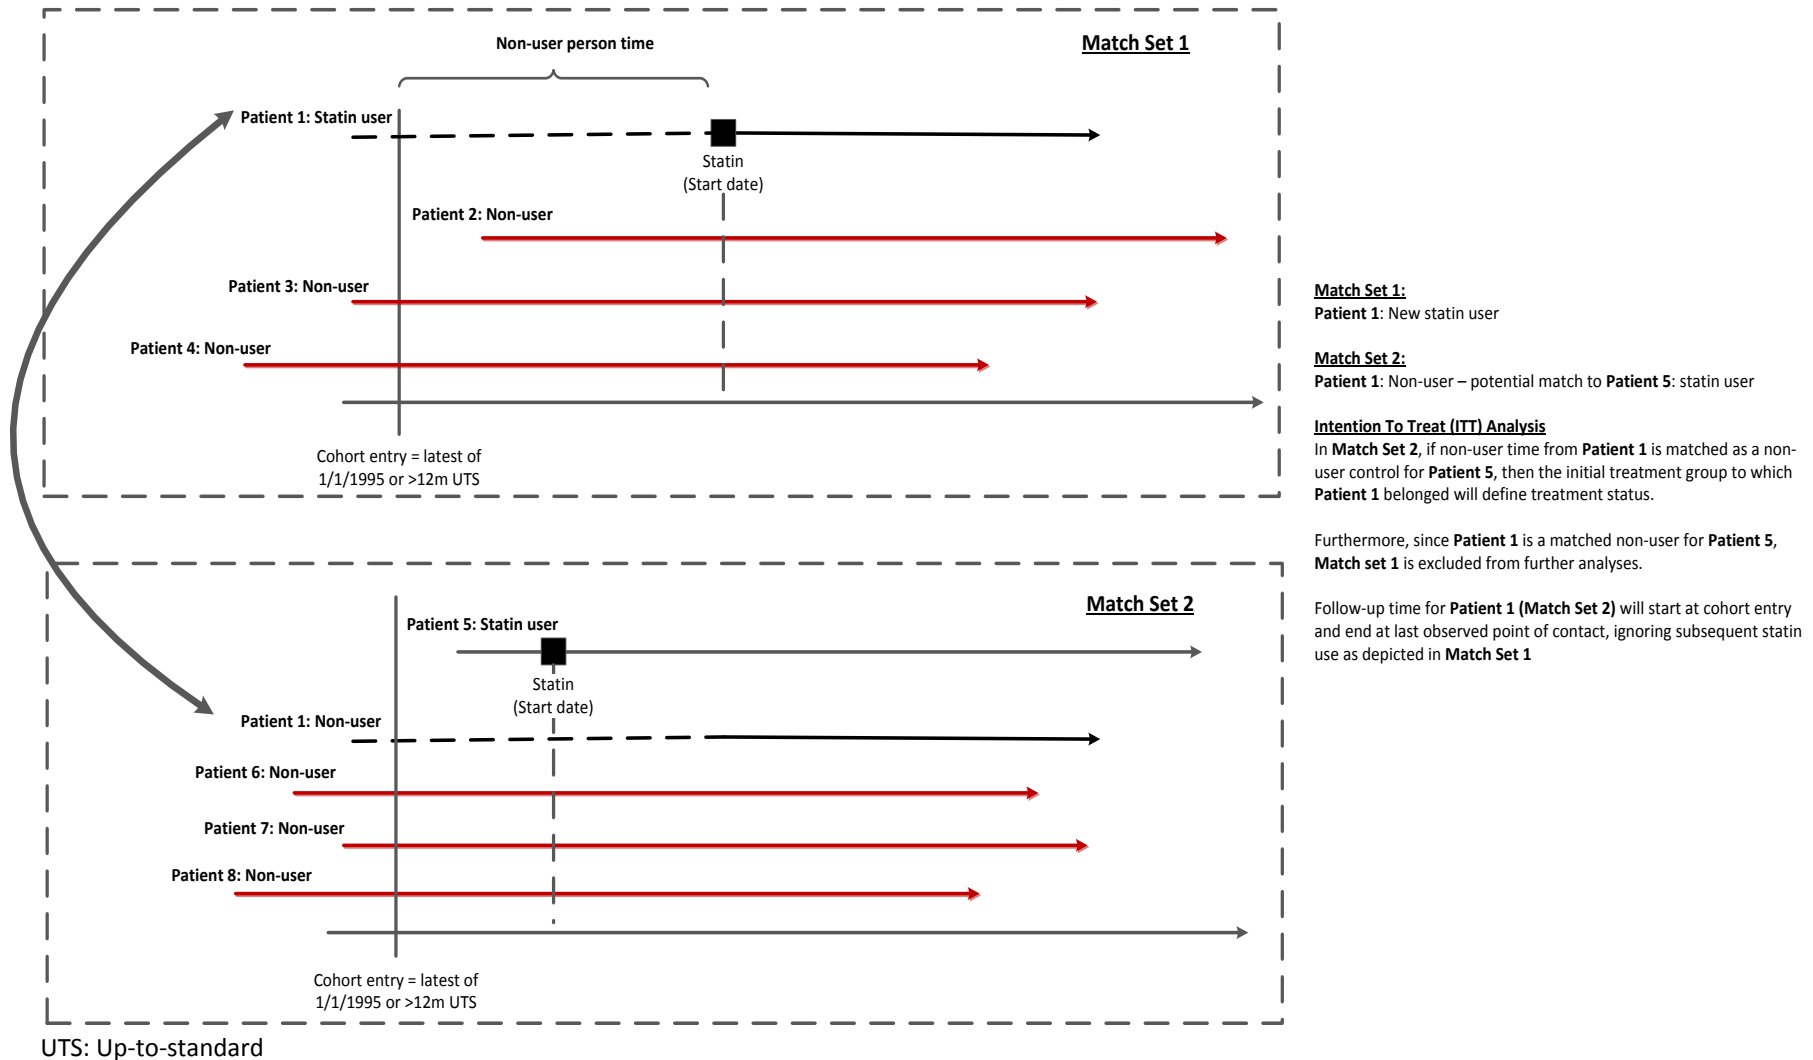 Non-user person time
Match Set 1
Patient 1: Statin user
Statin
(Start date)
Patient 2: Non-user
Patient 3: Non-user
Patient 4: Non-user
Cohort entry = latest of
1/1/1995 or >12m UTS
Match Set 1:
Patient 1: New statin user
Match Set 2:
Patient 1: Non-user – potential match to Patient 5: statin user
Intention To Treat (ITT) Analysis
In Match Set 2, if non-user time from Patient 1 is matched as a non-
user control for Patient 5, then the initial treatment group to which
Patient 1 belonged will define treatment status.
Furthermore, since Patient 1 is a matched non-user for Patient 5,
Match set 1 is excluded from further analyses.
Follow-up time for Patient 1 (Match Set 2) will start at cohort entry
and end at last observed point of contact, ignoring subsequent statin
use as depicted in Match Set 1
Match Set 2
Patient 5: Statin user
Statin
(Start date)
Patient 1: Non-user
Patient 6: Non-user
Patient 7: Non-user
Patient 8: Non-user
Cohort entry = latest of
1/1/1995 or >12m UTS
UTS: Up-to-standard